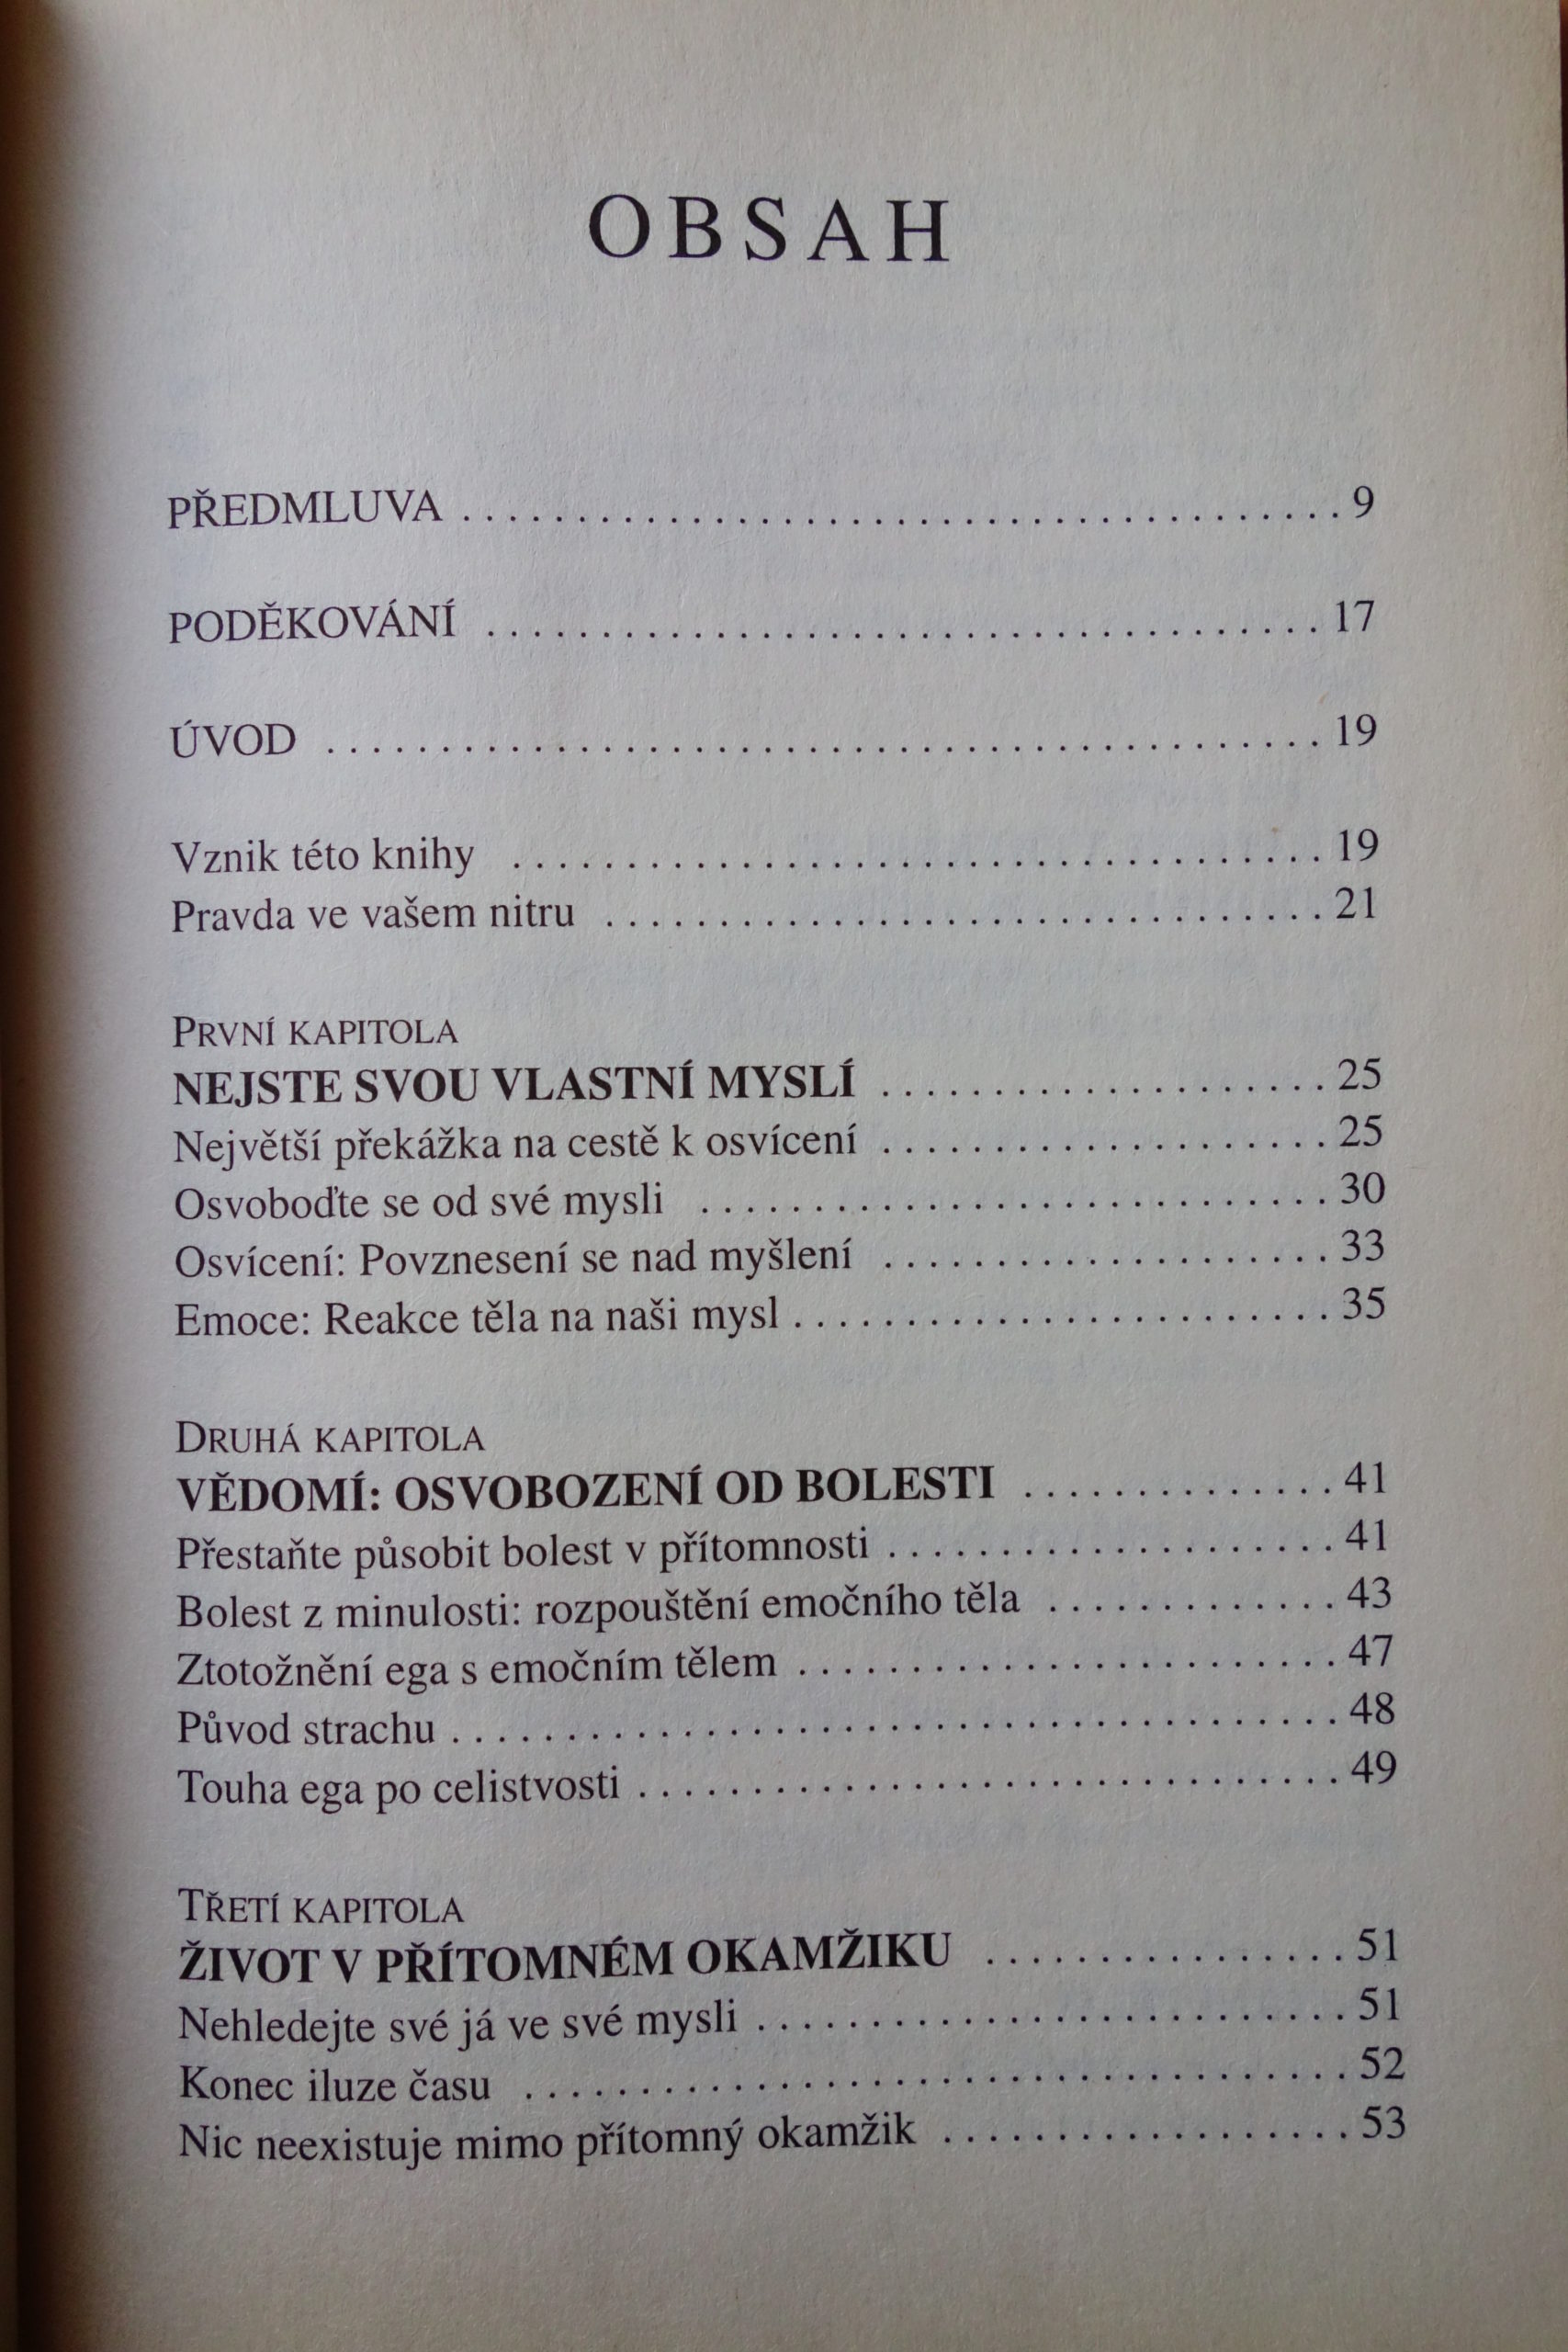 OBSAH
PŘEDMLUVA . . . . . . . . . . . . . . . . . . . . . . . . . . . . . . . . . . . . . . . 9
PODĚKOVÁNÍ . . . . . . . . . . . . . . . . . . . . . . . . . . . . . . . . . . . . . 17
ÚVOD . . . . . . . . . . . . . . . . . . . . . . . . . . . . . . . . . . . . . . . . . . . . 19
Vznik této knihy . . . . . . . . . . . . . . . . . . . . . . . . . . . . . . . . . . . . 19
Pravda ve vašem nitru . . . . . . . . . . . . . . . . . . . . . . . . . . . . . . . . 21
PRVNÍ KAPITOLA
NEJSTE SVOU VLASTNÍ MYSLÍ . . . . . . . . . . . . . . . . . . . . 25
Největší překážka na cestě k osvícení . . . . . . . . . . . . . . . . . . . . 25
Osvoboďte se od své mysli . . . . . . . . . . . . . . . . . . . . . . . . . . . . 30
Osvícení: Povznesení se nad myšlení . . . . . . . . . . . . . . . . . . . . 33
Emoce: Reakce těla na naši mysl . . . . . . . . . . . . . . . . . . . . . . . . 35
DRUHÁ KAPITOLA
VĚDOMÍ: OSVOBOZENÍ OD BOLESTI . . . . . . . . . . . . . . 41
Přestaňte působit bolest v přítomnosti . . . . . . . . . . . . . . . . . . . . 41
Bolest z minulosti: rozpouštění emočního těla . . . . . . . . . . . . . 43
Ztotožnění ega s emočním tělem . . . . . . . . . . . . . . . . . . . . . . . . 47
Původ strachu . . . . . . . . . . . . . . . . . . . . . . . . . . . . . . . . . . . . . . . 48
Touha ega po celistvosti . . . . . . . . . . . . . . . . . . . . . . . . . . . . . . . 49
TŘETÍ KAPITOLA
ŽIVOT V PŘÍTOMNÉM OKAMŽIKU . . . . . . . . . . . . . . . . 51
Nehledejte své já ve své mysli . . . . . . . . . . . . . . . . . . . . . . . . . . 51
Konec iluze času . . . . . . . . . . . . . . . . . . . . . . . . . . . . . . . . . . . . 52
Nic neexistuje mimo přítomný okamžik . . . . . . . . . . . . . . . . . . 53